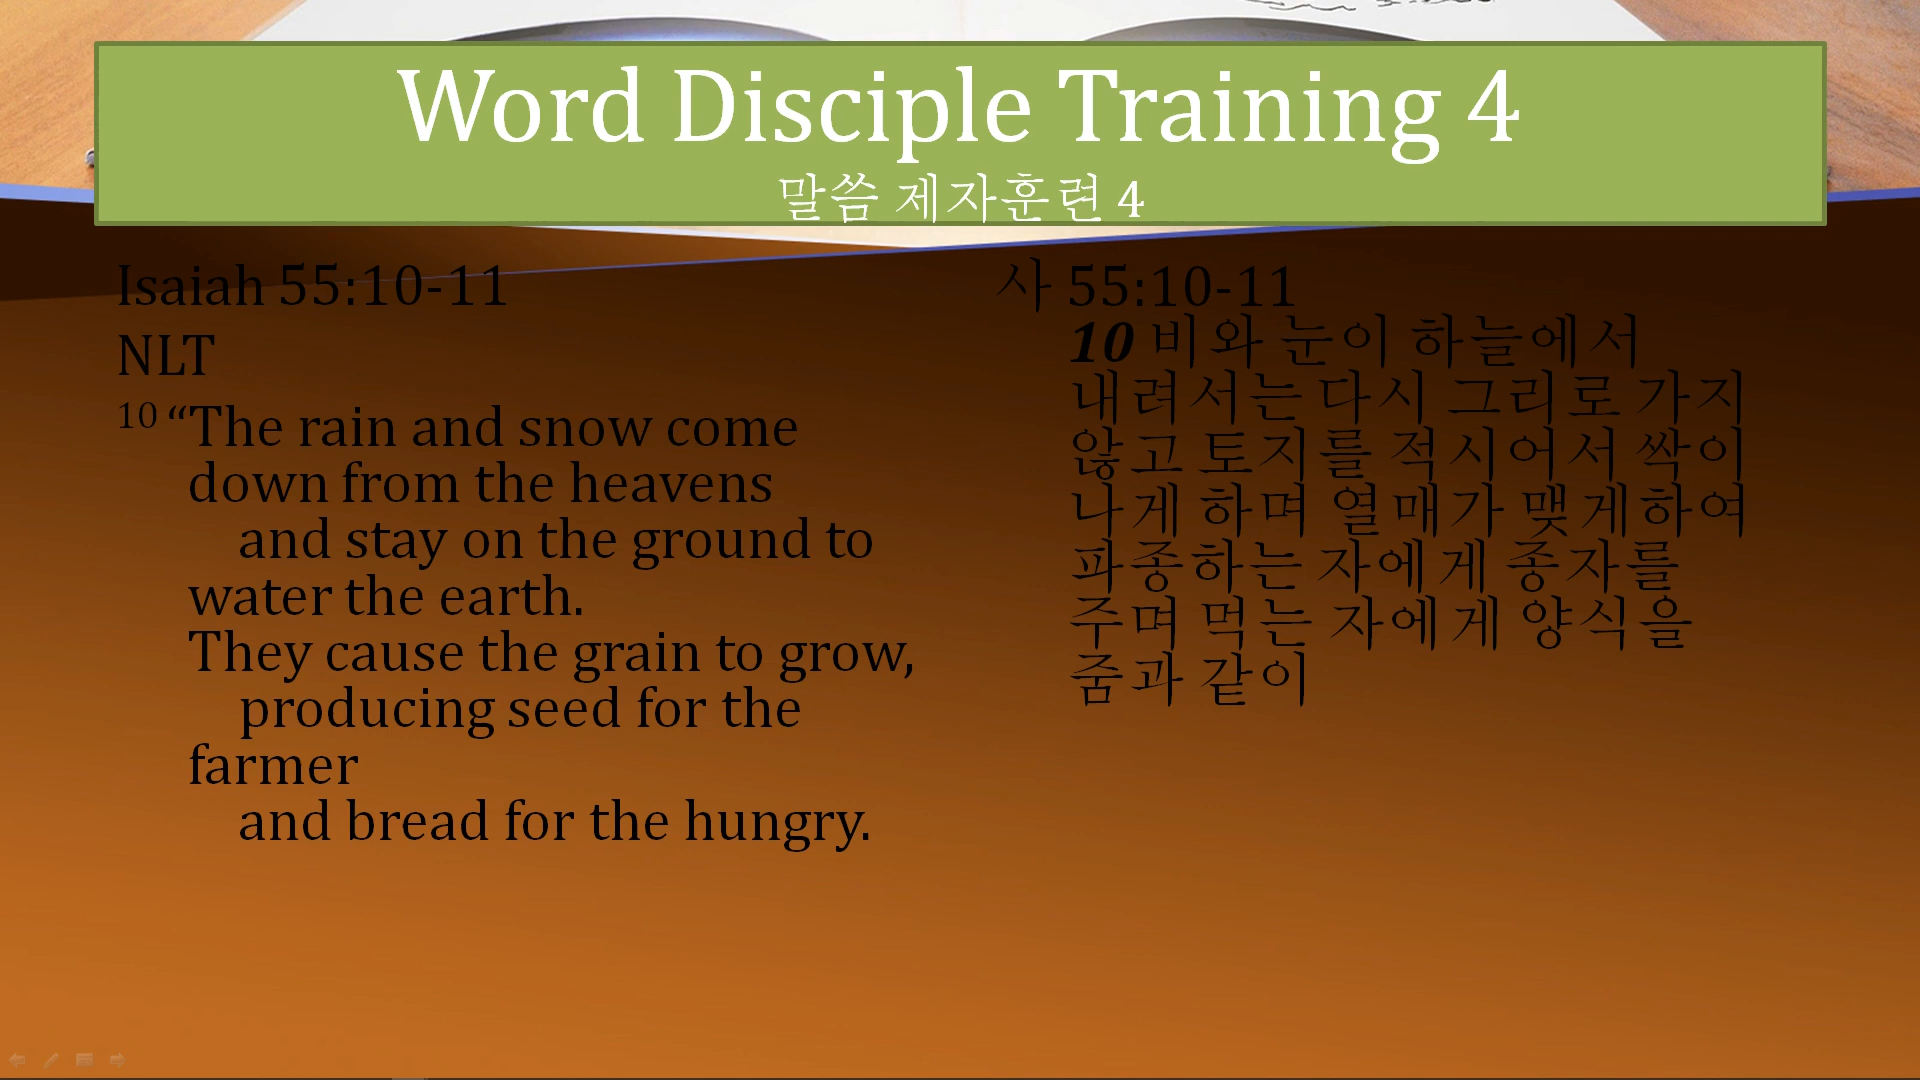 Word Disciple Training 4
말씀 제자훈련 4
Isaiah 55:10-11
NLT
10 “The rain and snow come
down from the heavens
and stay on the ground to
water the earth.
They cause the grain to grow,
producing seed for the
farmer
and bread for the hungry.
사 55:10-11
10 비와 눈이 하늘에서
내려서는 다시 그리로 가지
않고 토지를 적시어서 싹이
나게 하며 열매가 맺게하여
파종하는 자에게 종자를
주며 먹는 자에게 양식을
줌과 같이